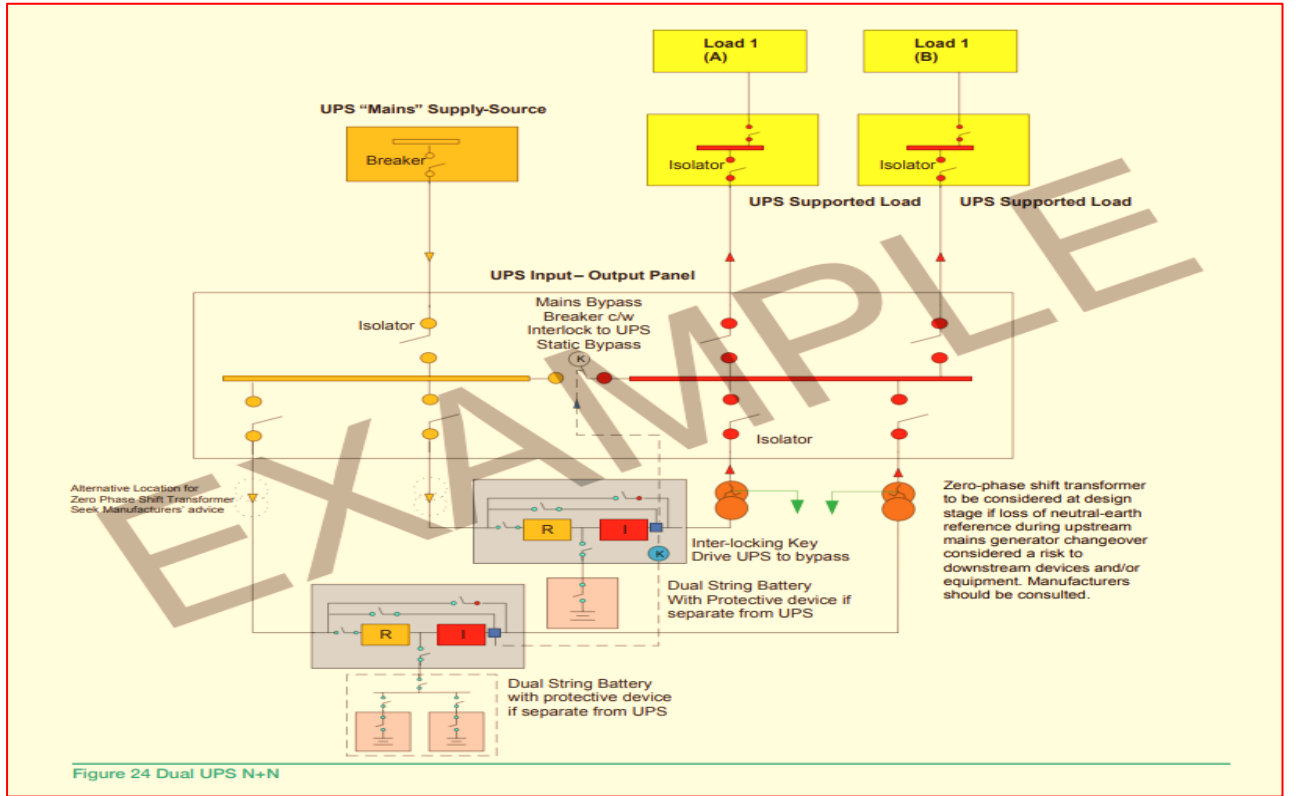 Load 1
(A)
Load 1
(B)
UPS “Mains” Supply-Source
Breaker
Isolator
Isolator
UPS Supported Load
UPS Supported Load
UPS Input – Output Panel
Mains Bypass
Breaker c/w
Interlock to UPS
Static Bypass
Isolator
K
Isolator
EXAMPLE
Alternative Location for
Zero Phase Shift Transformer
Seek Manufacturers’ advice
R
I
K
Inter-locking Key
Drive UPS to bypass
Zero-phase shift transformer
to be considered at design
stage if loss of neutral-earth
reference during upstream
mains generator changeover
considered a risk to
downstream devices and/or
equipment. Manufacturers
should be consulted.
Dual String Battery
With Protective device if
separate from UPS
R
I
Dual String Battery
with protective device
if separate from UPS
Figure 24 Dual UPS N+N